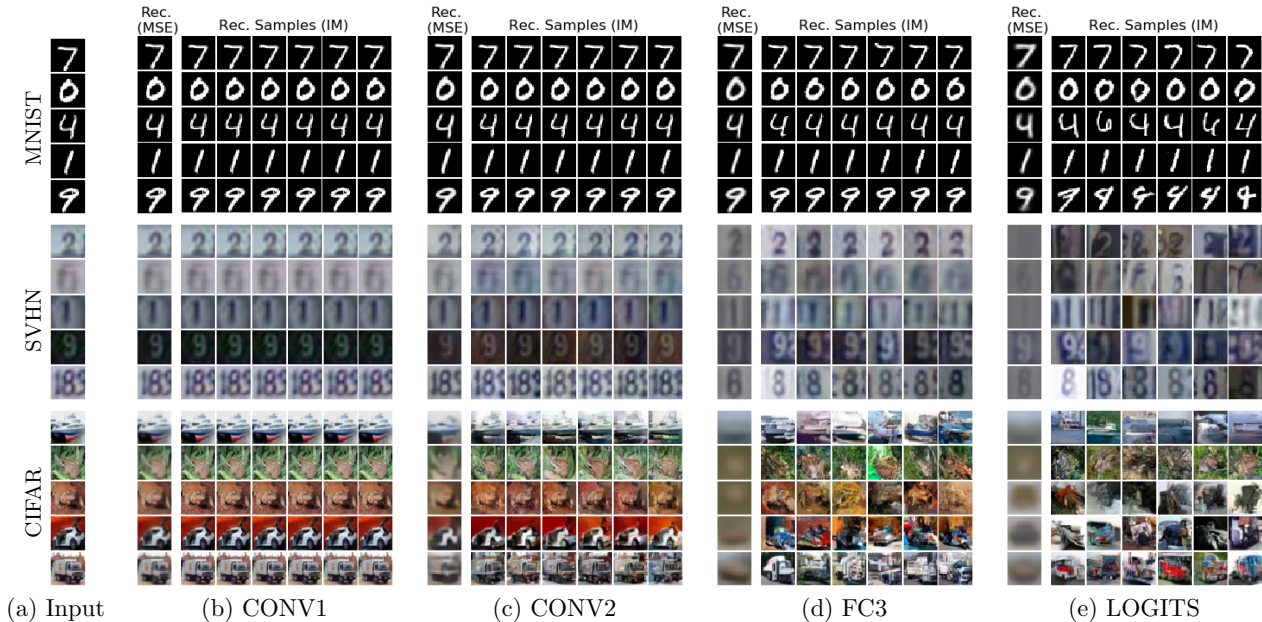 Rec. (MSE) Rec. Samples (IM) Rec. (MSE) Rec. Samples (IM) Rec. (MSE) Rec. Samples (IM) Rec. (MSE) Rec. Samples (IM)
MNIST
SVHN
CIFAR
(a) Input (b) CONV1 (c) CONV2 (d) FC3 (e) LOGITS